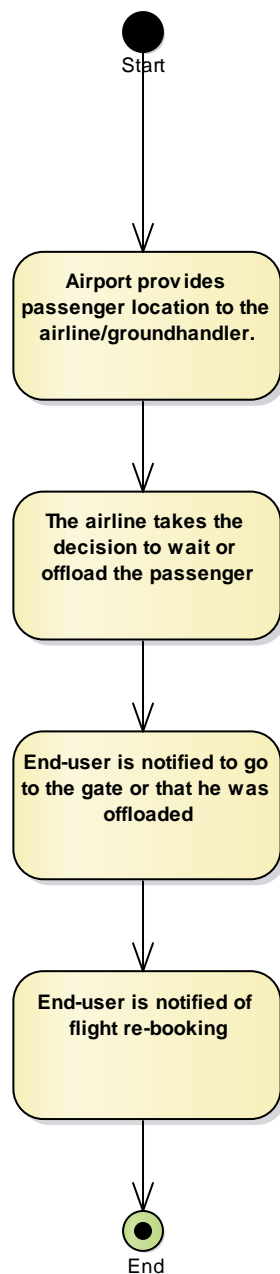 Start
Airport provides
passenger location to the
airline/groundhandler.
The airline takes the
decision to wait or
offload the passenger
End-user is notified to go
to the gate or that he was
offloaded
End-user is notified of
flight re-booking
End